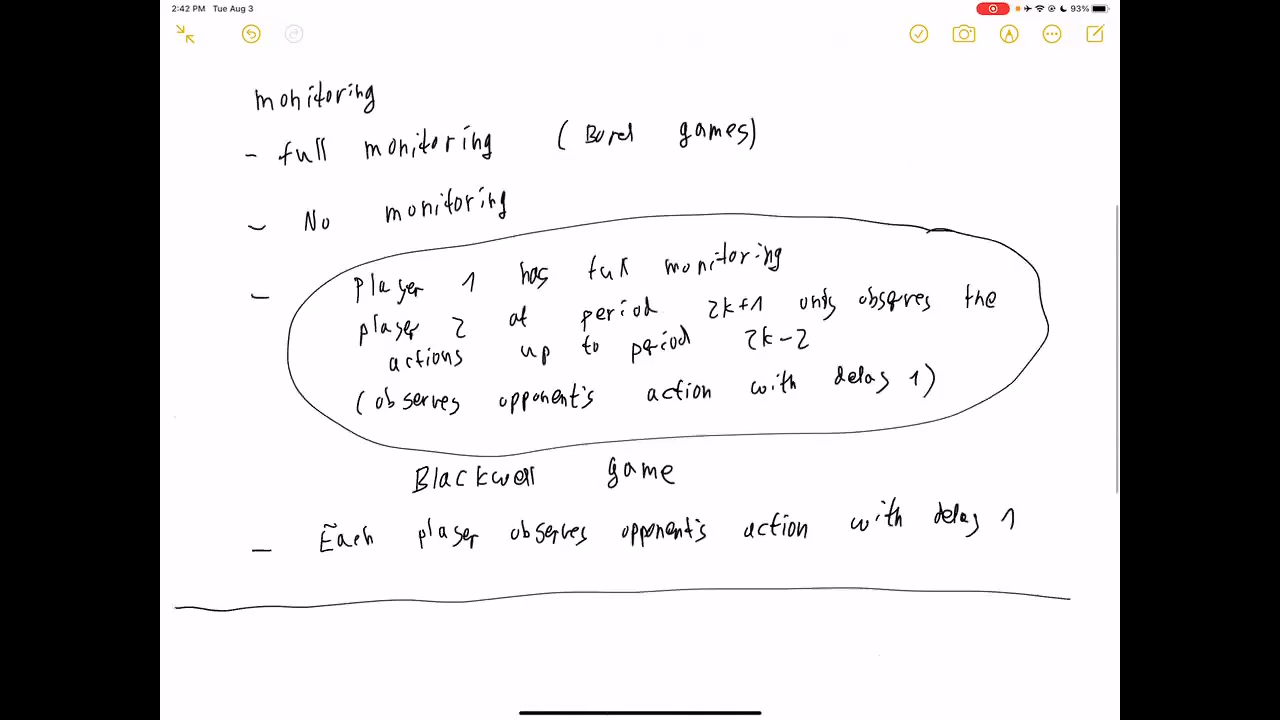 2:42 PM Tue Aug 3
93%
monitoring
- full monitoring (Borel games)
- No monitoring
- player 1 has full monitoring
player 2 at period 2k+1 only observes the
actions up to period 2k-2
(observes opponent's action with delay 1)
Blackwell game
- Each player observes opponent's action with delay 1